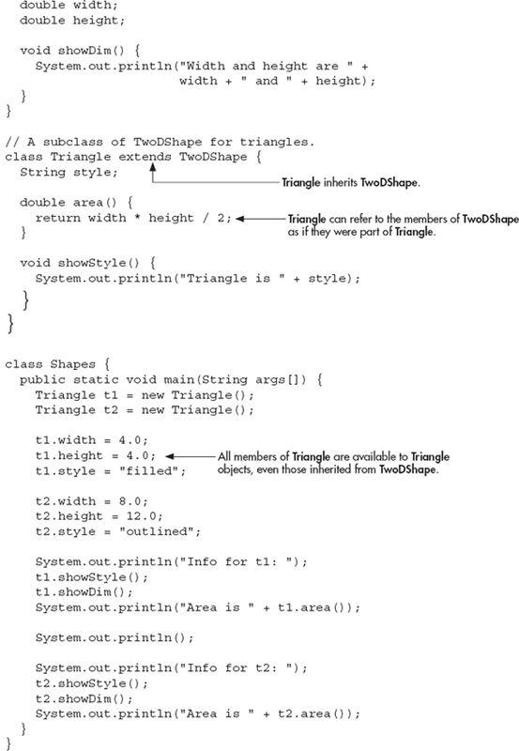 double width;
double height;
void showDim() {
System.out.println("Width and height are " +
width + " and " + height);
}
}
// A subclass of TwoDShape for triangles.
class Triangle extends TwoDShape {
String style;
Triangle inherits TwoDShape.
double area() {
return width * height / 2;
Triangle can refer to the members of TwoDShape
as if they were part of Triangle.
}
void showStyle() {
System.out.println("Triangle is " + style);
}
}
class Shapes {
public static void main(String args[]) {
Triangle t1 = new Triangle();
Triangle t2 = new Triangle();
t1.width = 4.0;
t1.height = 4.0;
All members of Triangle are available to Triangle
objects, even those inherited from TwoDShape.
t1.style = "filled";
t2.width = 8.0;
t2.height = 12.0;
t2.style = "outlined";
System.out.println("Info for t1: ");
t1.showStyle();
t1.showDim();
System.out.println("Area is " + t1.area());
System.out.println();
System.out.println("Info for t2: ");
t2.showStyle();
t2.showDim();
System.out.println("Area is " + t2.area());
}
}